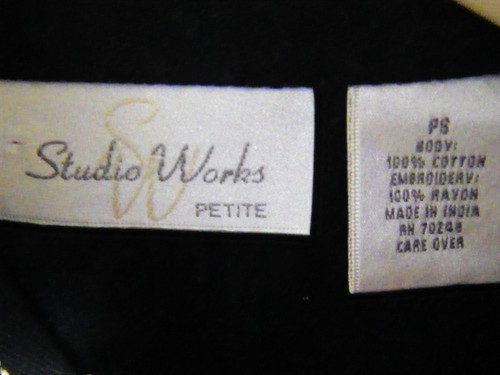 Studio Works
PETITE
PS
BODY:
100% COTTON
EMBROIDERY:
100% RAYON
MADE IN INDIA
RN 70248
CARE OVER